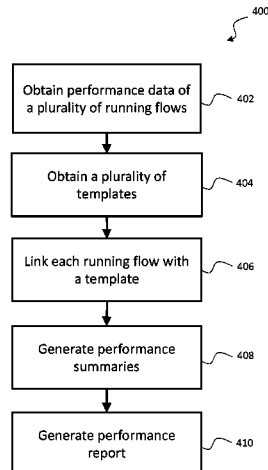 400
Obtain performance data of
a plurality of running flows
402
Obtain a plurality of
templates
404
Link each running flow with
a template
406
Generate performance
summaries
408
Generate performance
report
410